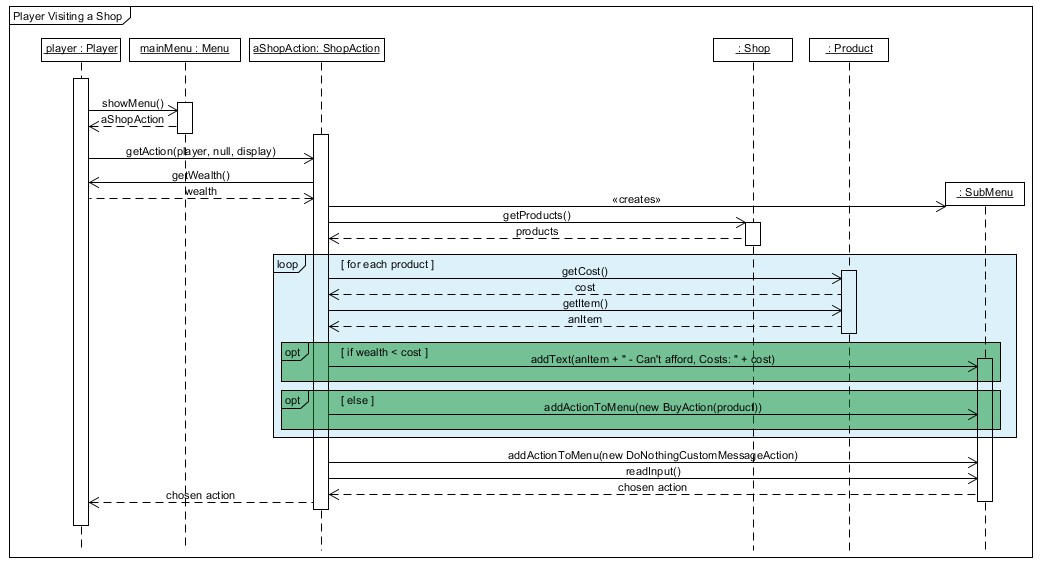 Player Visiting a Shop
player : Player
mainMenu : Menu
aShopAction: ShopAction
: Shop
: Product
showMenu()
aShopAction
getAction(player, null, display)
getWealth()
: SubMenu
wealth
«creates»
getProducts()
products
loop
[ for each product ]
getCost()
cost
getItem()
anItem
opt
[ if wealth < cost ]
addText(anItem + " - Can't afford, Costs: " + cost)
opt
[ else ]
addActionToMenu(new BuyAction(product))
addActionToMenu(new DoNothingCustomMessageAction)
readInput()
chosen action
chosen action